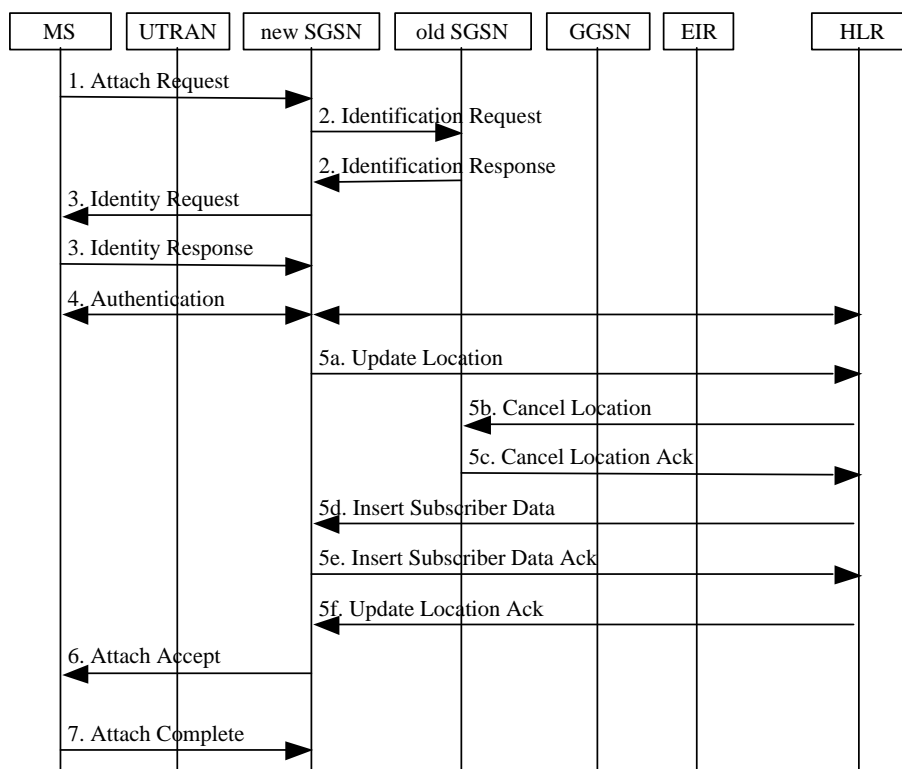 MS
UTRAN
new SGSN
old SGSN
GGSN
EIR
HLR
1. Attach Request
2. Identification Request
2. Identification Response
3. Identity Request
3. Identity Response
4. Authentication
5a. Update Location
5b. Cancel Location
5c. Cancel Location Ack
5d. Insert Subscriber Data
5e. Insert Subscriber Data Ack
5f. Update Location Ack
6. Attach Accept
7. Attach Complete